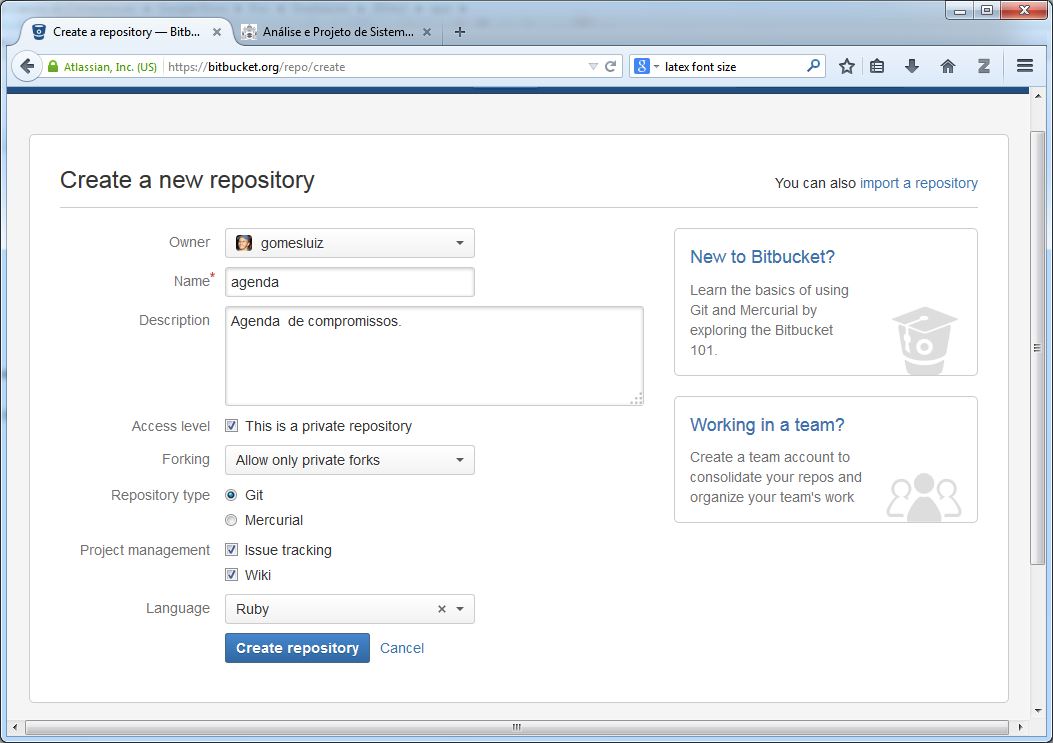 Create a repository — Bitb...
Análise e Projeto de Sistem...
Atlassian, Inc. (US)
https://bitbucket.org/repo/create
latex font size
Create a new repository
You can also import a repository
Owner
gomesluiz
Name*
agenda
Description
Agenda  de compromissos.
Access level
This is a private repository
Forking
Allow only private forks
Repository type
Git
Mercurial
Project management
Issue tracking
Wiki
Language
Ruby
Create repository
Cancel
New to Bitbucket?
Learn the basics of using
Git and Mercurial by
exploring the Bitbucket
101.
Working in a team?
Create a team account to
consolidate your repos and
organize your team's work